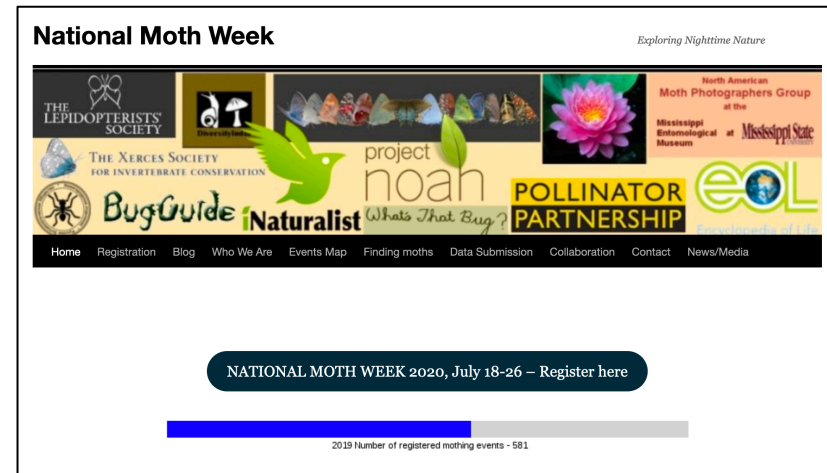 National Moth Week
Exploring Nighttime Nature
THE
LEPIDOPTERISTS'
SOCIETY
North American
Moth Photographers Group
at the
Mississippi
Entomological at Mississippi State
Museum UNIVERSITY
THE XERCES SOCIETY
FOR INVERTEBRATE CONSERVATION
project
noah
BugGuide
iNaturalist
What's That Bug?
POLLINATOR
PARTNERSHIP
eOL
Encyclopedia of Life
Home Registration Blog Who We Are Events Map Finding moths Data Submission Collaboration Contact News/Media
NATIONAL MOTH WEEK 2020, July 18-26 – Register here
2019 Number of registered mothing events - 581